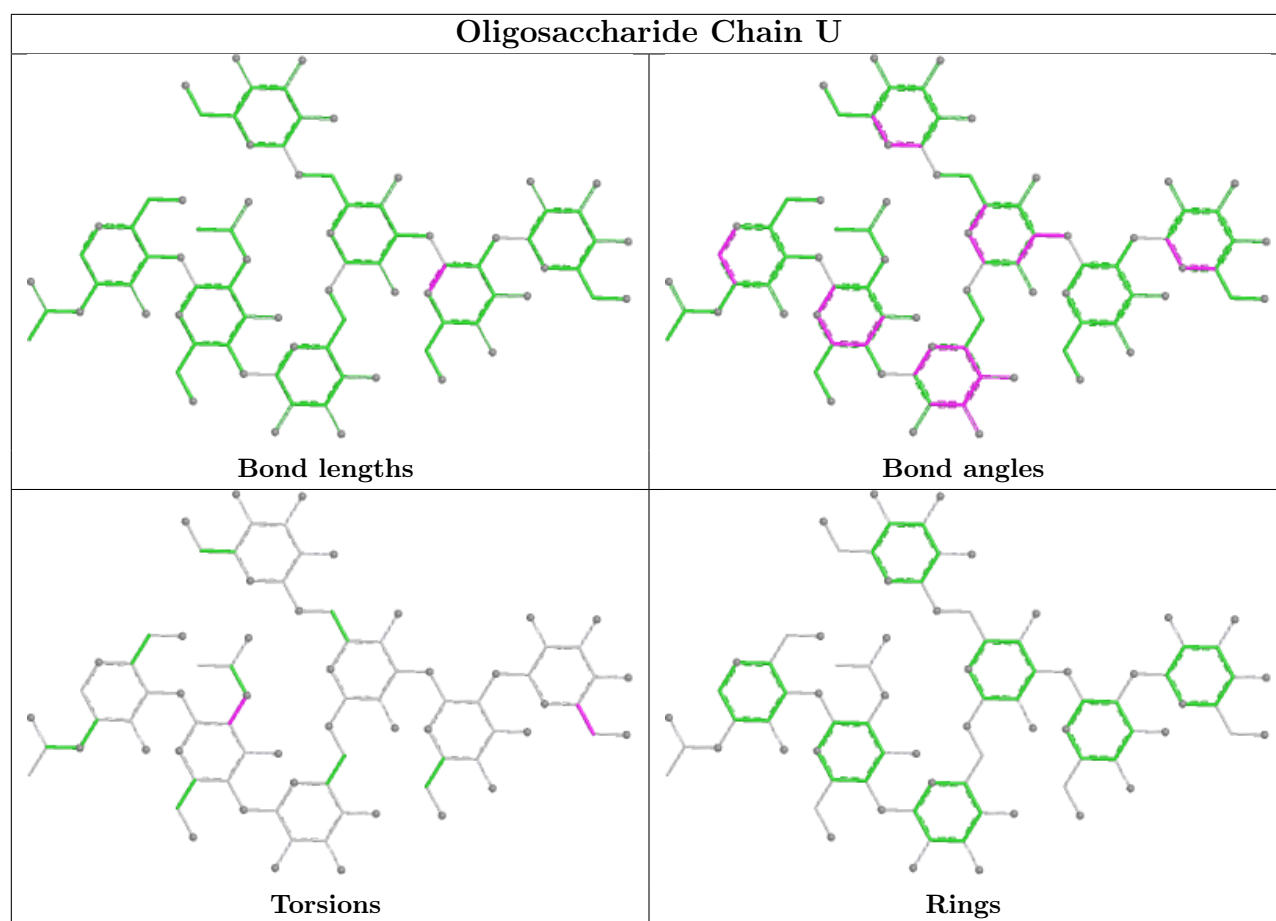 Oligosaccharide Chain U
Bond lengths
Bond angles
Torsions
Rings